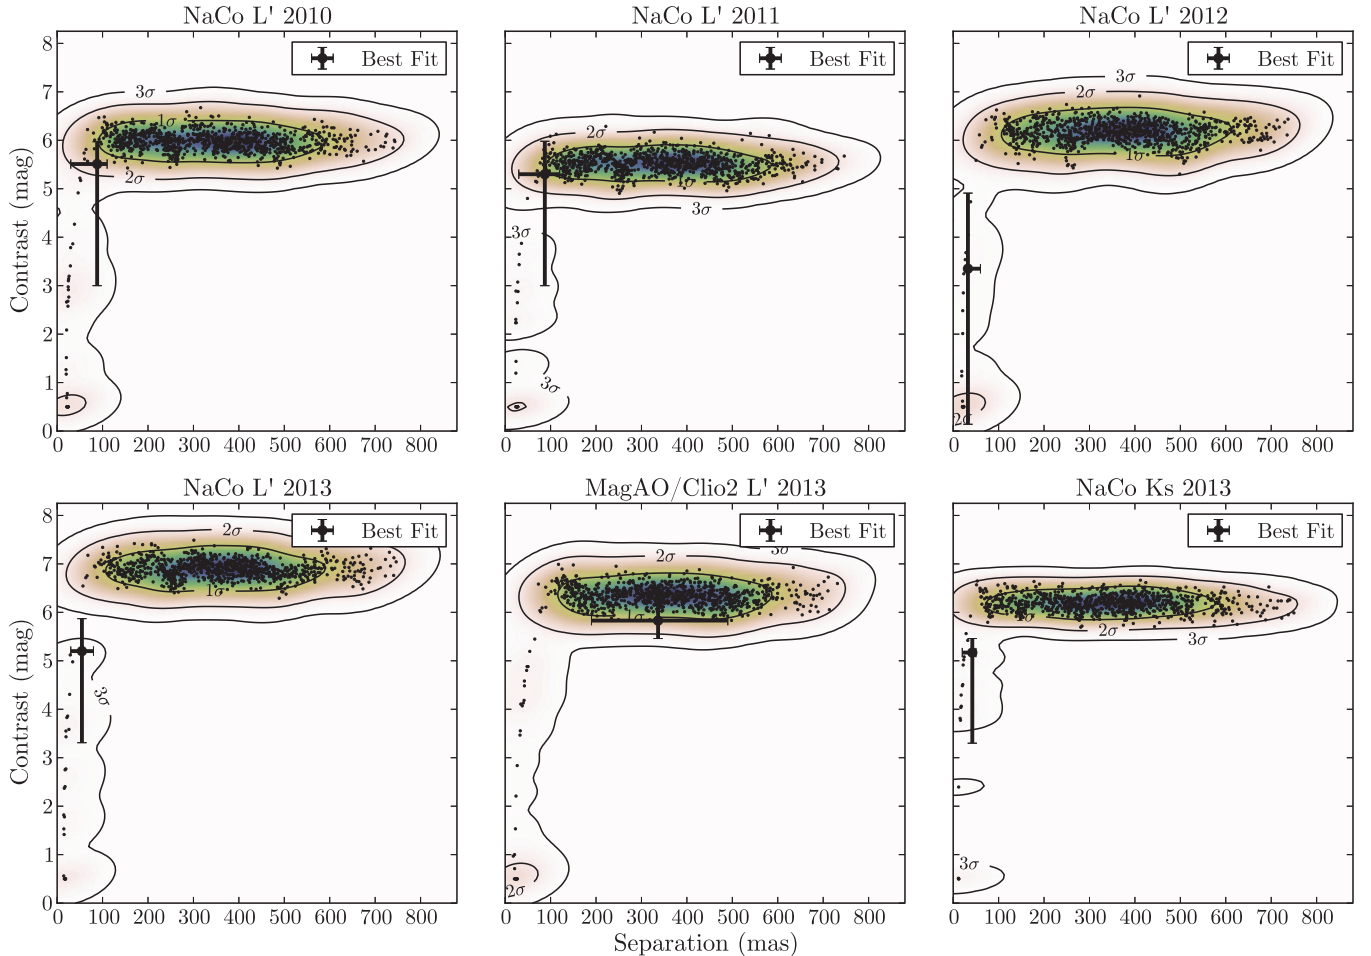 NaCo L' 2010
NaCo L' 2011
NaCo L' 2012
Contrast (mag)
8
7
6
5
4
3
2
1
0
Best Fit
3σ
1σ
2σ
0 100 200 300 400 500 600 700 800
Best Fit
2σ
1σ
3σ
3σ
3σ
0 100 200 300 400 500 600 700 800
Best Fit
3σ
2σ
1σ
2σ
0 100 200 300 400 500 600 700 800
NaCo L' 2013
MagAO/Clio2 L' 2013
NaCo Ks 2013
Contrast (mag)
8
7
6
5
4
3
2
1
0
Best Fit
2σ
1σ
3σ
0 100 200 300 400 500 600 700 800
Best Fit
3σ
2σ
1σ
2σ
0 100 200 300 400 500 600 700 800
Best Fit
1σ
2σ
3σ
3σ
0 100 200 300 400 500 600 700 800
Separation (mas)